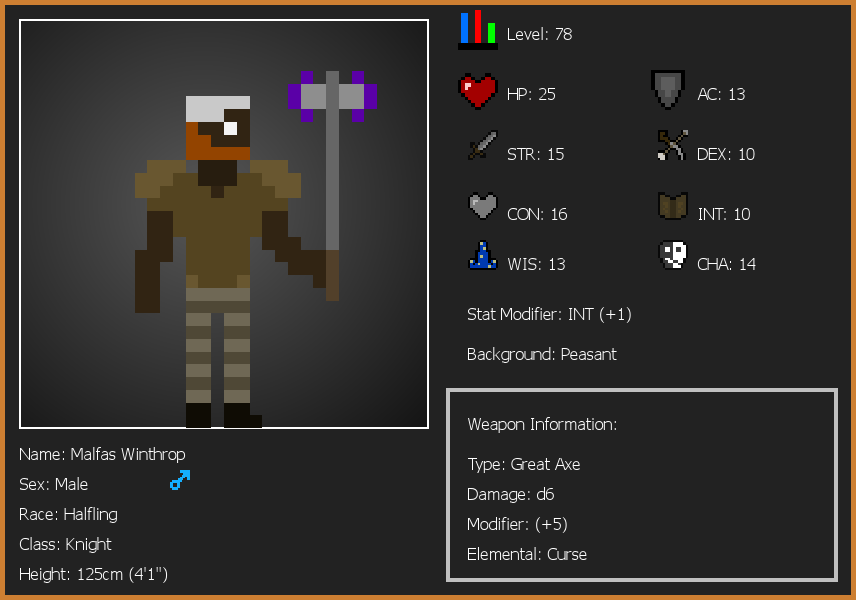 Level: 78
HP: 25
AC: 13
STR: 15
DEX: 10
CON: 16
INT: 10
WIS: 13
CHA: 14
Stat Modifier: INT (+1)
Background: Peasant
Weapon Information:
Type: Great Axe
Damage: d6
Modifier: (+5)
Elemental: Curse
Name: Malfas Winthrop
Sex: Male
Race: Halfling
Class: Knight
Height: 125cm (4'1")